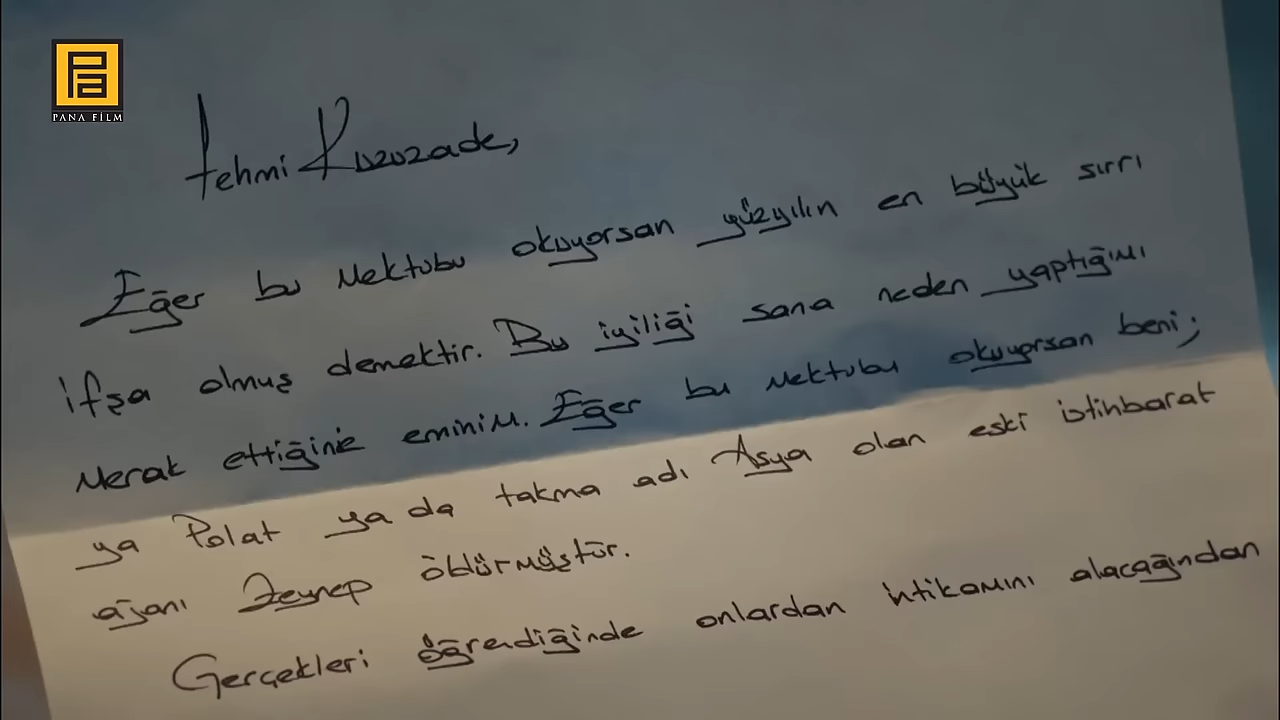 PANA FİLM
Fehmi Kuzuzade,
Eğer bu mektubu okuyorsan yüzyılın en büyük sırrı
ifşa olmuş demektir. Bu iyiliği sana neden yaptığımı
merak ettiğine eminim. Eğer bu mektubu okuyorsan beni;
ya Polat ya da takma adı Asya olan eski istihbarat
ajanı Zeynep öldürmüştür.
Gerçekleri öğrendiğinde onlardan intikamını alacağından